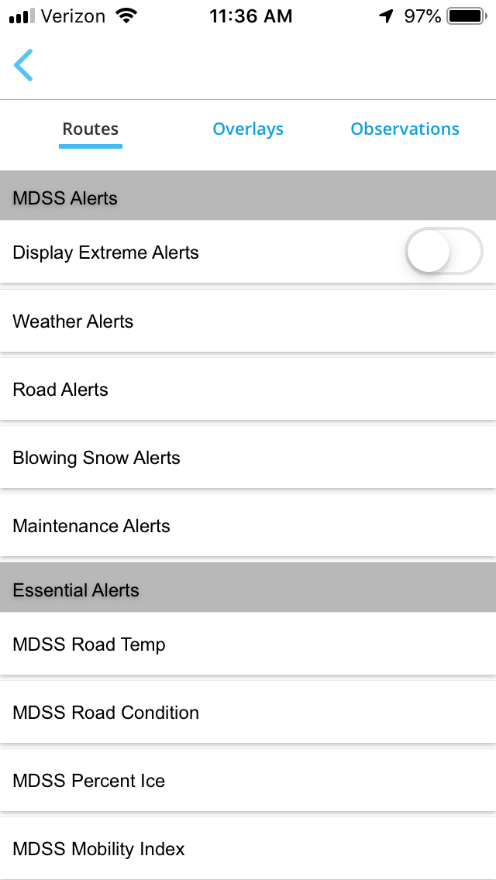 Verizon 11:36 AM 97%
Routes Overlays Observations
MDSS Alerts
Display Extreme Alerts
Weather Alerts
Road Alerts
Blowing Snow Alerts
Maintenance Alerts
Essential Alerts
MDSS Road Temp
MDSS Road Condition
MDSS Percent Ice
MDSS Mobility Index